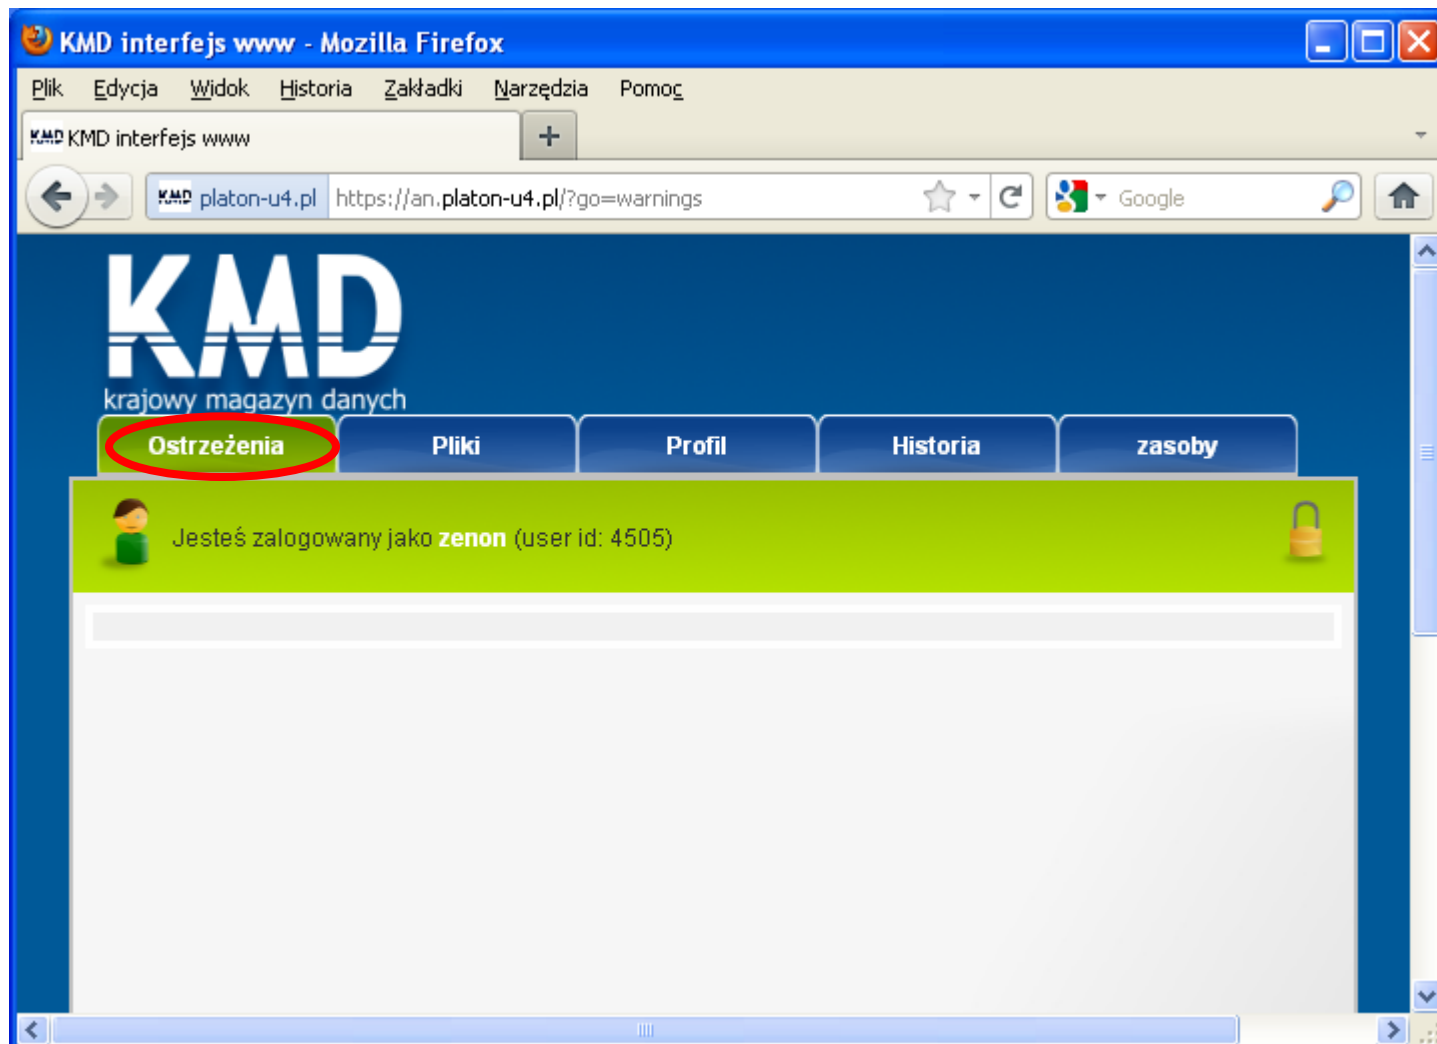 KMD interfejs www - Mozilla Firefox
Plik Edycja Widok Historia Zakładki Narzędzia Pomoc
KMD KMD interfejs www
KMD platon-u4.pl https://an.platon-u4.pl/?go=warnings Google
KMD
krajowy magazyn danych
Ostrzeżenia Pliki Profil Historia zasoby
Jesteś zalogowany jako zenon (user id: 4505)